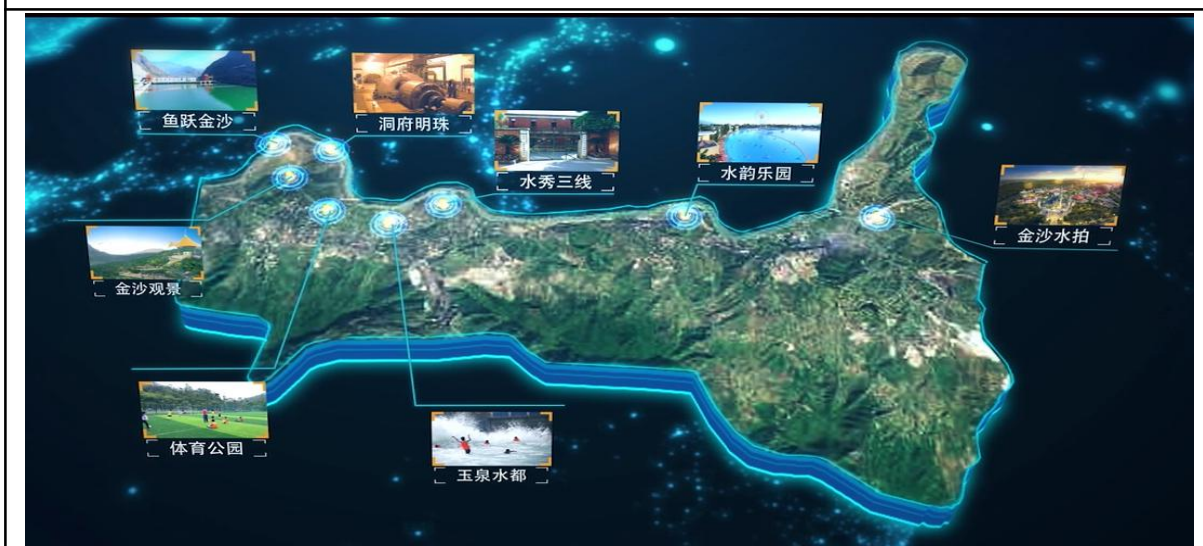 鱼跃金沙
洞府明珠
水秀三线
水韵乐园
金沙水拍
金沙观景
体育公园
玉泉水都